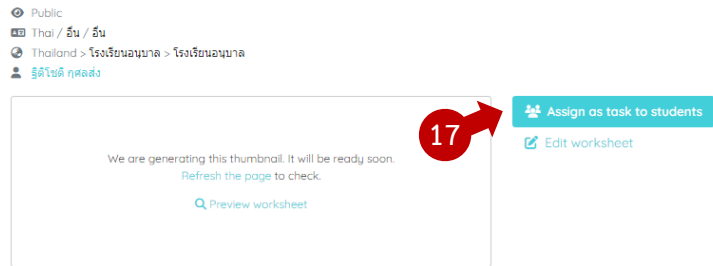 Public
Thai / อื่น / อื่น
Thailand > โรงเรียนอนุบาล > โรงเรียนอนุบาล
ฐิติโชติ กุศลส่ง
17
Assign as task to students
Edit worksheet
We are generating this thumbnail. It will be ready soon.
Refresh the page to check.
Preview worksheet